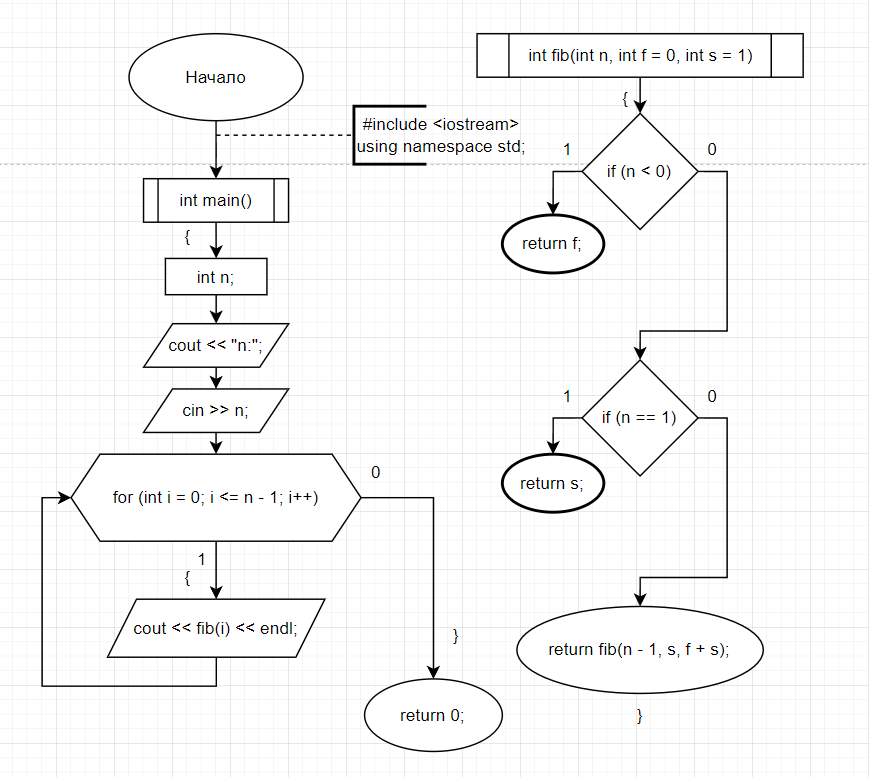 Начало
#include <iostream>
using namespace std;
int main()
{
int n;
cout << "n:";
cin >> n;
for (int i = 0; i <= n - 1; i++)
0
1
{
cout << fib(i) << endl;
}
return 0;
int fib(int n, int f = 0, int s = 1)
{
1
0
if (n < 0)
return f;
1
0
if (n == 1)
return s;
return fib(n - 1, s, f + s);
}